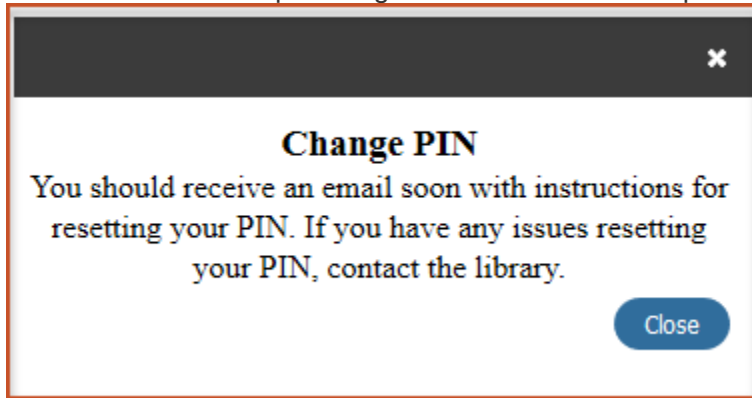 ✖
Change PIN
You should receive an email soon with instructions for
resetting your PIN. If you have any issues resetting
your PIN, contact the library.
Close